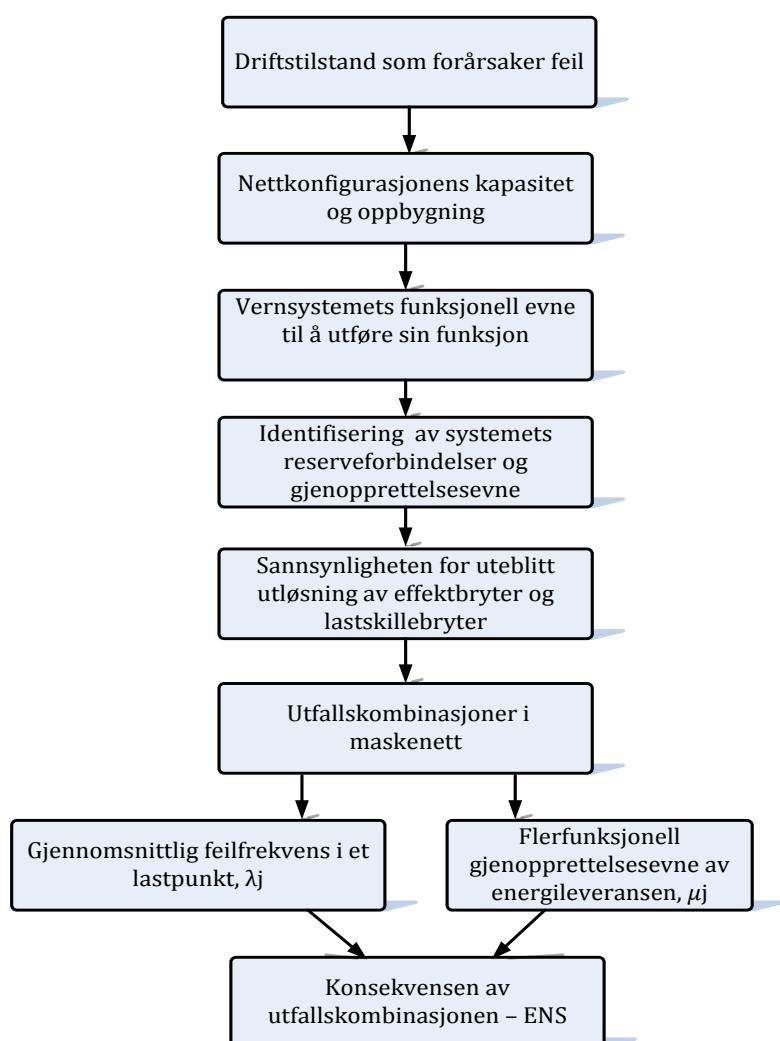 Driftstilstand som forårsaker feil
Nettkonfigurasjonens kapasitet
og oppbygning
Vernsystemets funksjonell evne
til å utføre sin funksjon
Identifisering av systemets
reserveforbindelser og
gjenopprettelsesevne
Sannsynligheten for uteblitt
utløsning av effektbryter og
lastskillebryter
Utfallskombinasjoner i
maskenett
Gjennomsnittlig feilfrekvens i et
lastpunkt, λj
Flerfunksjonell
gjenopprettelsesevne av
energileveransen, μj
Konsekvensen av
utfallskombinasjonen – ENS